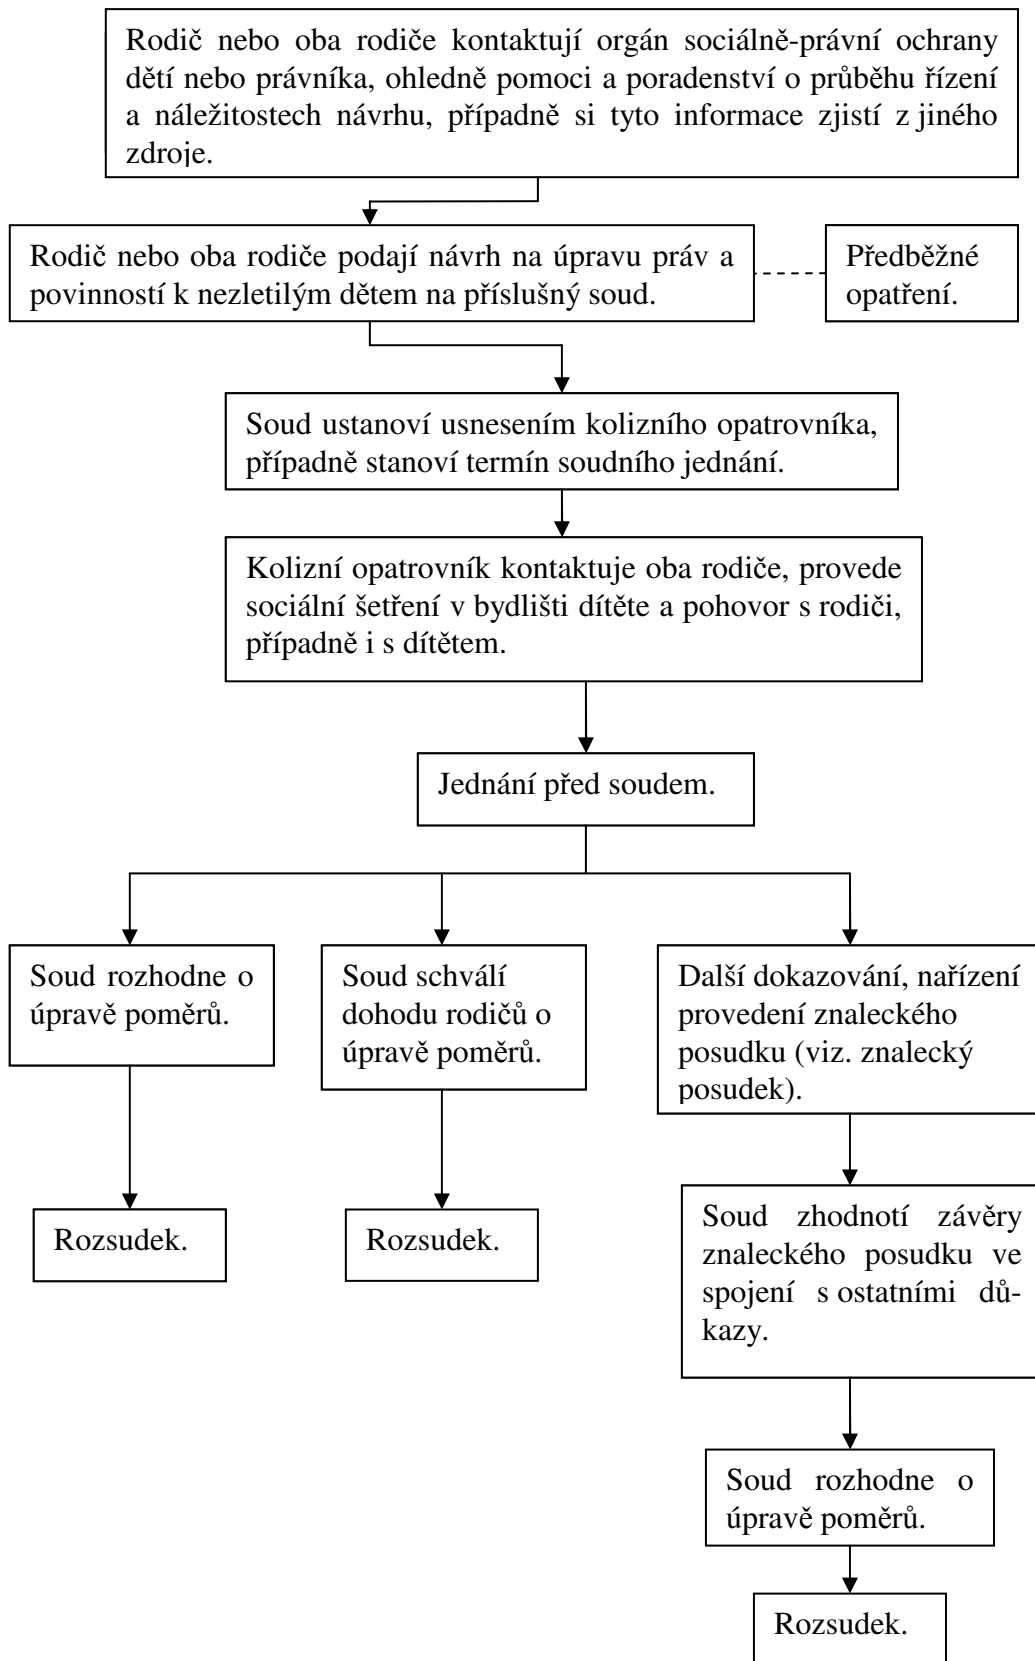 Rodič nebo oba rodiče kontaktují orgán sociálně-právní ochrany
dětí nebo právníka, ohledně pomoci a poradenství o průběhu řízení
a náležitostech návrhu, případně si tyto informace zjistí z jiného
zdroje.
Rodič nebo oba rodiče podají návrh na úpravu práv a
povinností k nezletilým dětem na příslušný soud.
Předběžné
opatření.
Soud ustanoví usnesením kolizního opatrovníka,
případně stanoví termín soudního jednání.
Kolizní opatrovník kontaktuje oba rodiče, provede
sociální šetření v bydlišti dítěte a pohovor s rodiči,
případně i s dítětem.
Jednání před soudem.
Soud rozhodne o
úpravě poměrů.
Soud schválí
dohodu rodičů o
úpravě poměrů.
Další dokazování, nařízení
provedení znaleckého
posudku (viz. znalecký
posudek).
Rozsudek.
Rozsudek.
Soud zhodnotí závěry
znaleckého posudku ve
spojení s ostatními dů-
kazy.
Soud rozhodne o
úpravě poměrů.
Rozsudek.